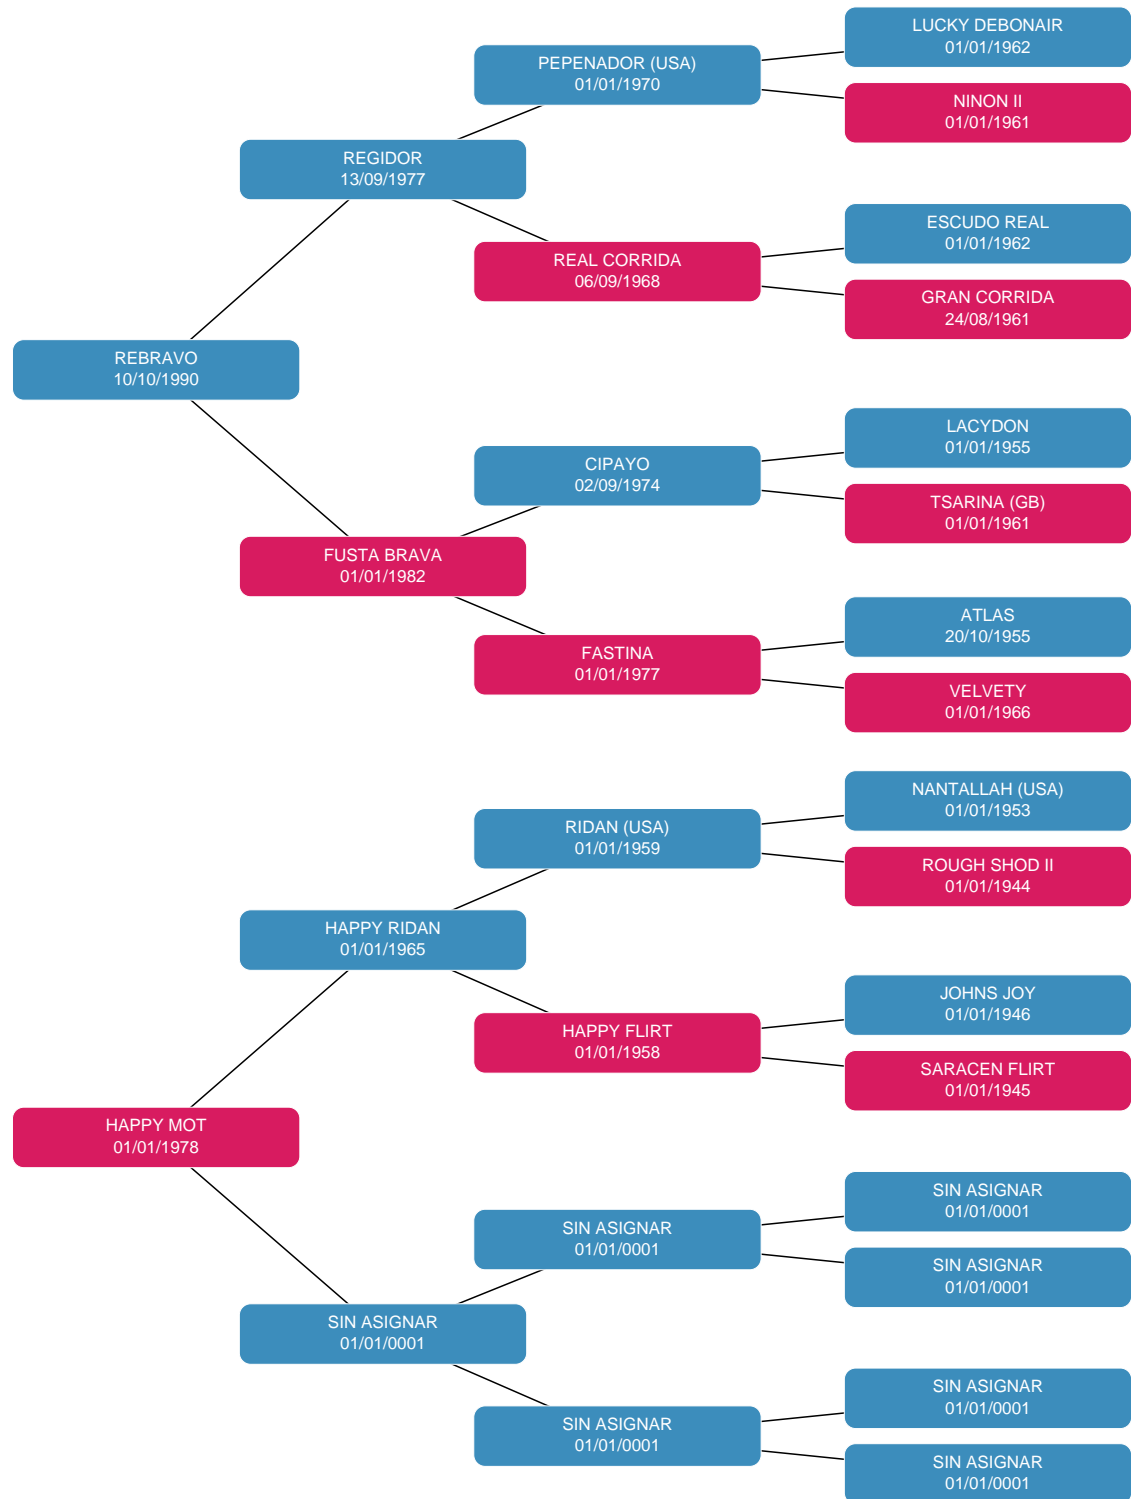 LUCKY DEBONAIR
01/01/1962
PEPENADOR (USA)
01/01/1970
NINON II
01/01/1961
REGIDOR
13/09/1977
ESCUDO REAL
01/01/1962
REAL CORRIDA
06/09/1968
GRAN CORRIDA
24/08/1961
REBRAVO
10/10/1990
LACYDON
01/01/1955
CIPAYO
02/09/1974
TSARINA (GB)
01/01/1961
FUSTA BRAVA
01/01/1982
ATLAS
20/10/1955
FASTINA
01/01/1977
VELVETY
01/01/1966
NANTALLAH (USA)
01/01/1953
RIDAN (USA)
01/01/1959
ROUGH SHOD II
01/01/1944
HAPPY RIDAN
01/01/1965
JOHNS JOY
01/01/1946
HAPPY FLIRT
01/01/1958
SARACEN FLIRT
01/01/1945
HAPPY MOT
01/01/1978
SIN ASIGNAR
01/01/0001
SIN ASIGNAR
01/01/0001
SIN ASIGNAR
01/01/0001
SIN ASIGNAR
01/01/0001
SIN ASIGNAR
01/01/0001
SIN ASIGNAR
01/01/0001
SIN ASIGNAR
01/01/0001